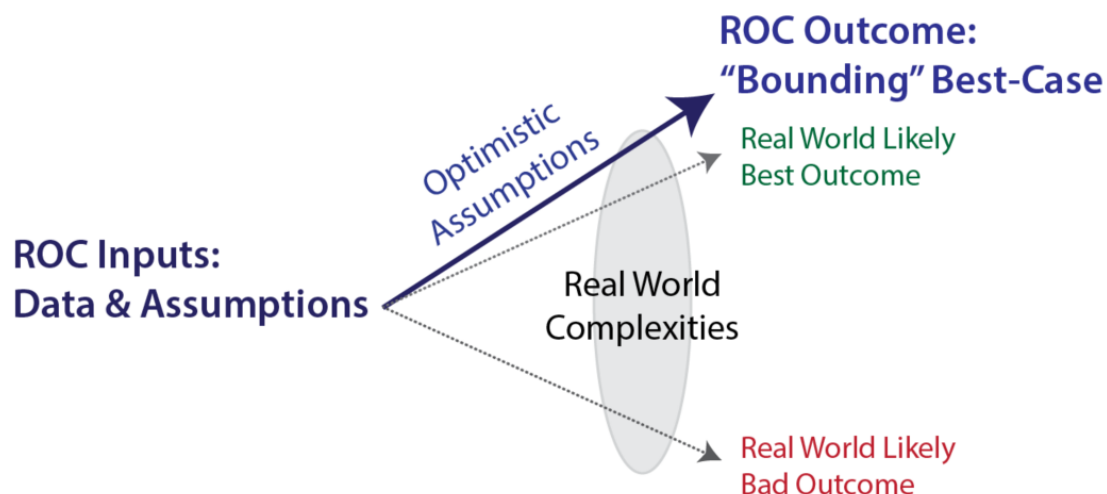 ROC Outcome:
“Bounding” Best-Case
Optimistic
Assumptions
Real World Likely
Best Outcome
ROC Inputs:
Data & Assumptions
Real World
Complexities
Real World Likely
Bad Outcome